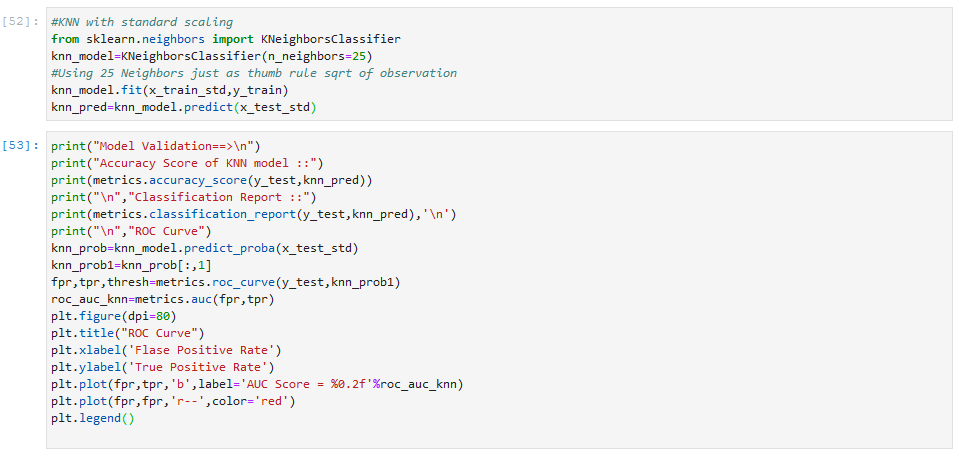 [52]: #KNN with standard scaling
from sklearn.neighbors import KNeighborsClassifier
knn_model=KNeighborsClassifier(n_neighbors=25)
#Using 25 Neighbors just as thumb rule sqrt of observation
knn_model.fit(x_train_std,y_train)
knn_pred=knn_model.predict(x_test_std)
[53]: print("Model Validation==>\n")
print("Accuracy Score of KNN model ::")
print(metrics.accuracy_score(y_test,knn_pred))
print("\n","Classification Report ::")
print(metrics.classification_report(y_test,knn_pred),'\n')
print("\n","ROC Curve")
knn_prob=knn_model.predict_proba(x_test_std)
knn_prob1=knn_prob[:,1]
fpr,tpr,thresh=metrics.roc_curve(y_test,knn_prob1)
roc_auc_knn=metrics.auc(fpr,tpr)
plt.figure(dpi=80)
plt.title("ROC Curve")
plt.xlabel('Flase Positive Rate')
plt.ylabel('True Positive Rate')
plt.plot(fpr,tpr,'b',label='AUC Score = %0.2f'%roc_auc_knn)
plt.plot(fpr,fpr,'r--',color='red')
plt.legend()